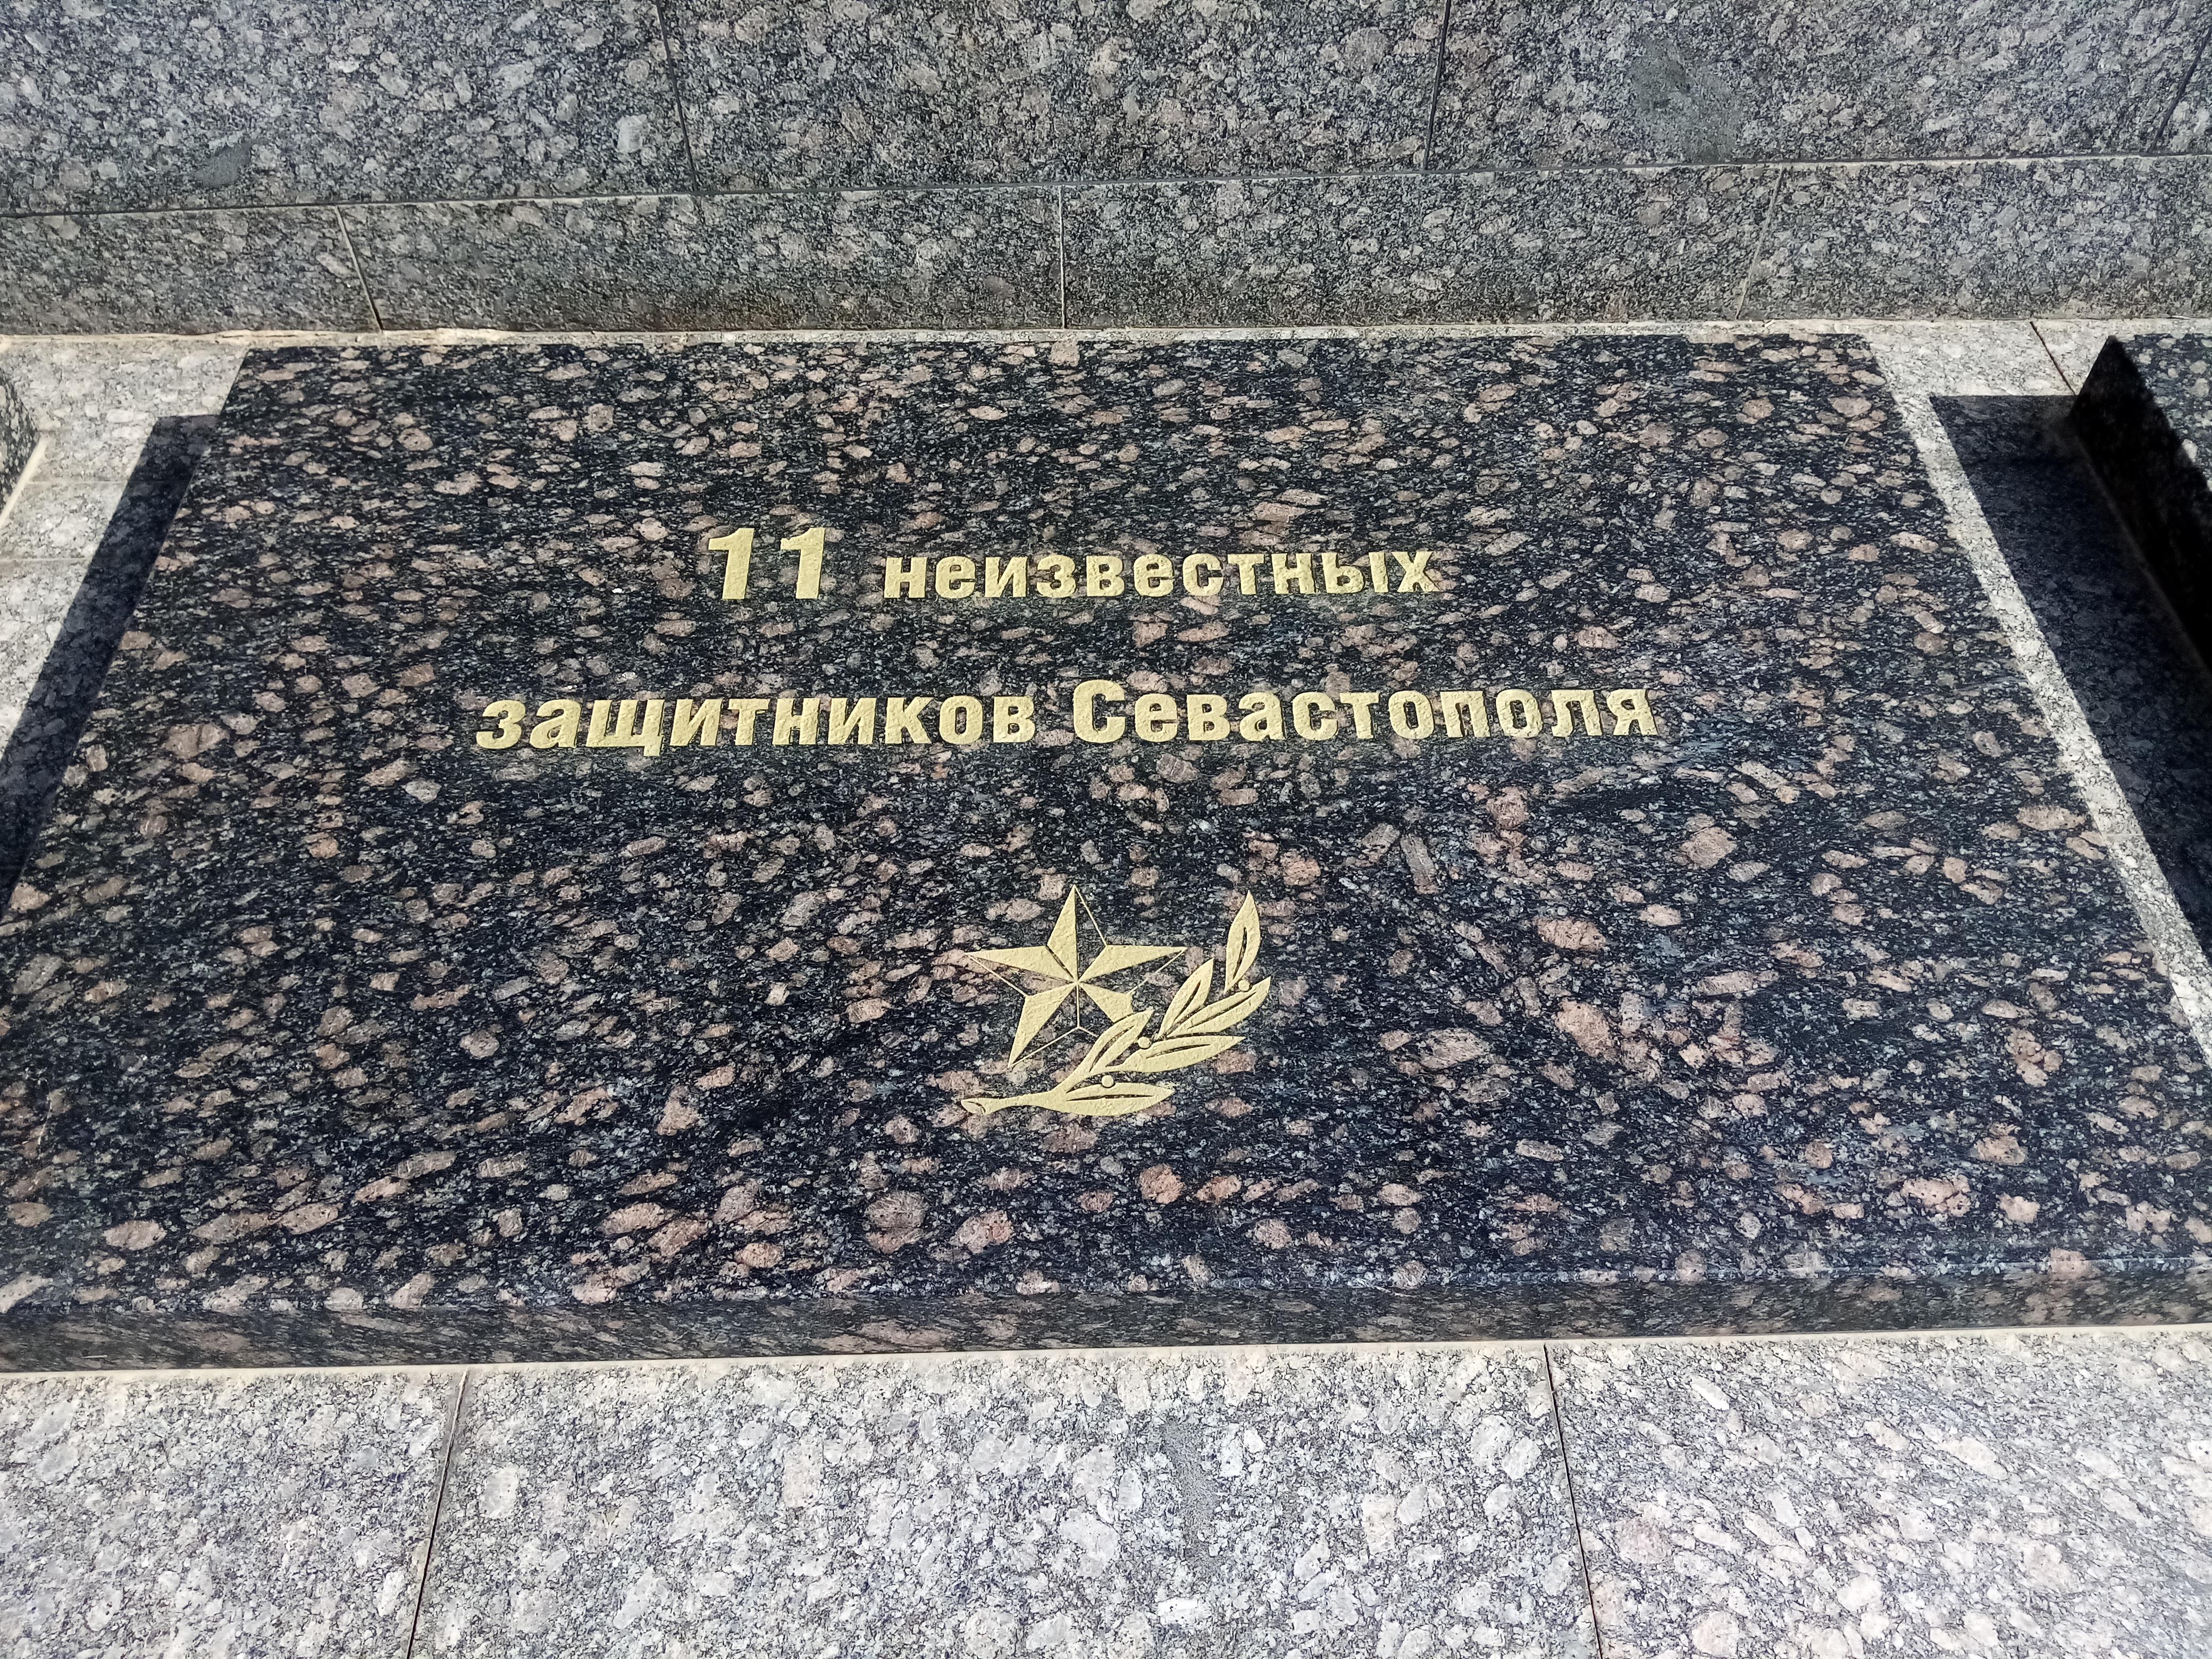 11 неизвестных
защитников Севастополя